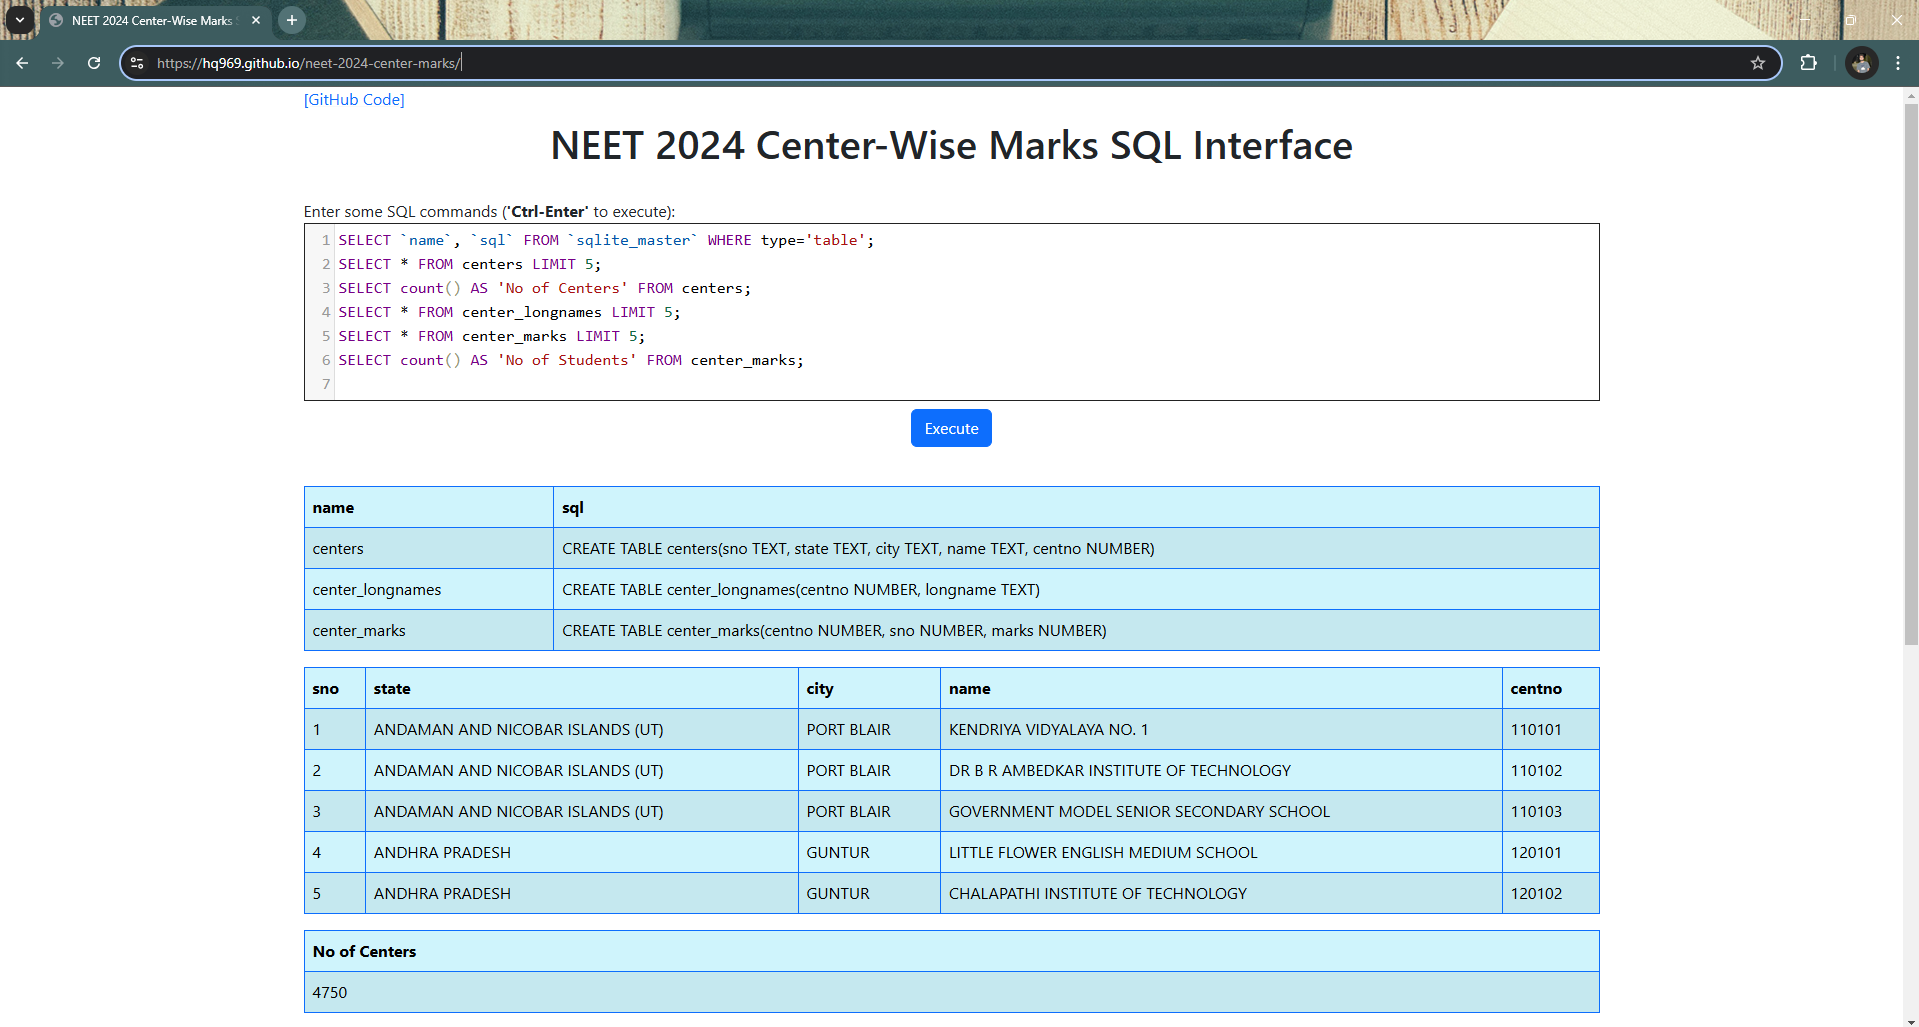 NEET 2024 Center-Wise Marks
https://hq969.github.io/neet-2024-center-marks/
[GitHub Code]
NEET 2024 Center-Wise Marks SQL Interface
Enter some SQL commands ('Ctrl-Enter' to execute):
1 SELECT `name`, `sql` FROM `sqlite_master` WHERE type='table';
2 SELECT * FROM centers LIMIT 5;
3 SELECT count() AS 'No of Centers' FROM centers;
4 SELECT * FROM center_longnames LIMIT 5;
5 SELECT * FROM center_marks LIMIT 5;
6 SELECT count() AS 'No of Students' FROM center_marks;
7
Execute
name sql
centers CREATE TABLE centers(sno TEXT, state TEXT, city TEXT, name TEXT, centno NUMBER)
center_longnames CREATE TABLE center_longnames(centno NUMBER, longname TEXT)
center_marks CREATE TABLE center_marks(centno NUMBER, sno NUMBER, marks NUMBER)
sno state city name centno
1 ANDAMAN AND NICOBAR ISLANDS (UT) PORT BLAIR KENDRIYA VIDYALAYA NO. 1 110101
2 ANDAMAN AND NICOBAR ISLANDS (UT) PORT BLAIR DR B R AMBEDKAR INSTITUTE OF TECHNOLOGY 110102
3 ANDAMAN AND NICOBAR ISLANDS (UT) PORT BLAIR GOVERNMENT MODEL SENIOR SECONDARY SCHOOL 110103
4 ANDHRA PRADESH GUNTUR LITTLE FLOWER ENGLISH MEDIUM SCHOOL 120101
5 ANDHRA PRADESH GUNTUR CHALAPATHI INSTITUTE OF TECHNOLOGY 120102
No of Centers
4750